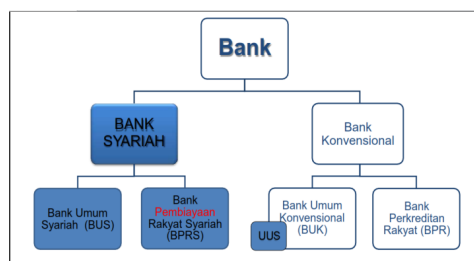 Bank
BANK
SYARIAH
Bank
Konvensional
Bank Umum
Syariah (BUS)
Bank
Pembiayaan
Rakyat Syariah
(BPRS)
Bank Umum
Konvensional
(BUK)
UUS
Bank
Perkreditan
Rakyat (BPR)